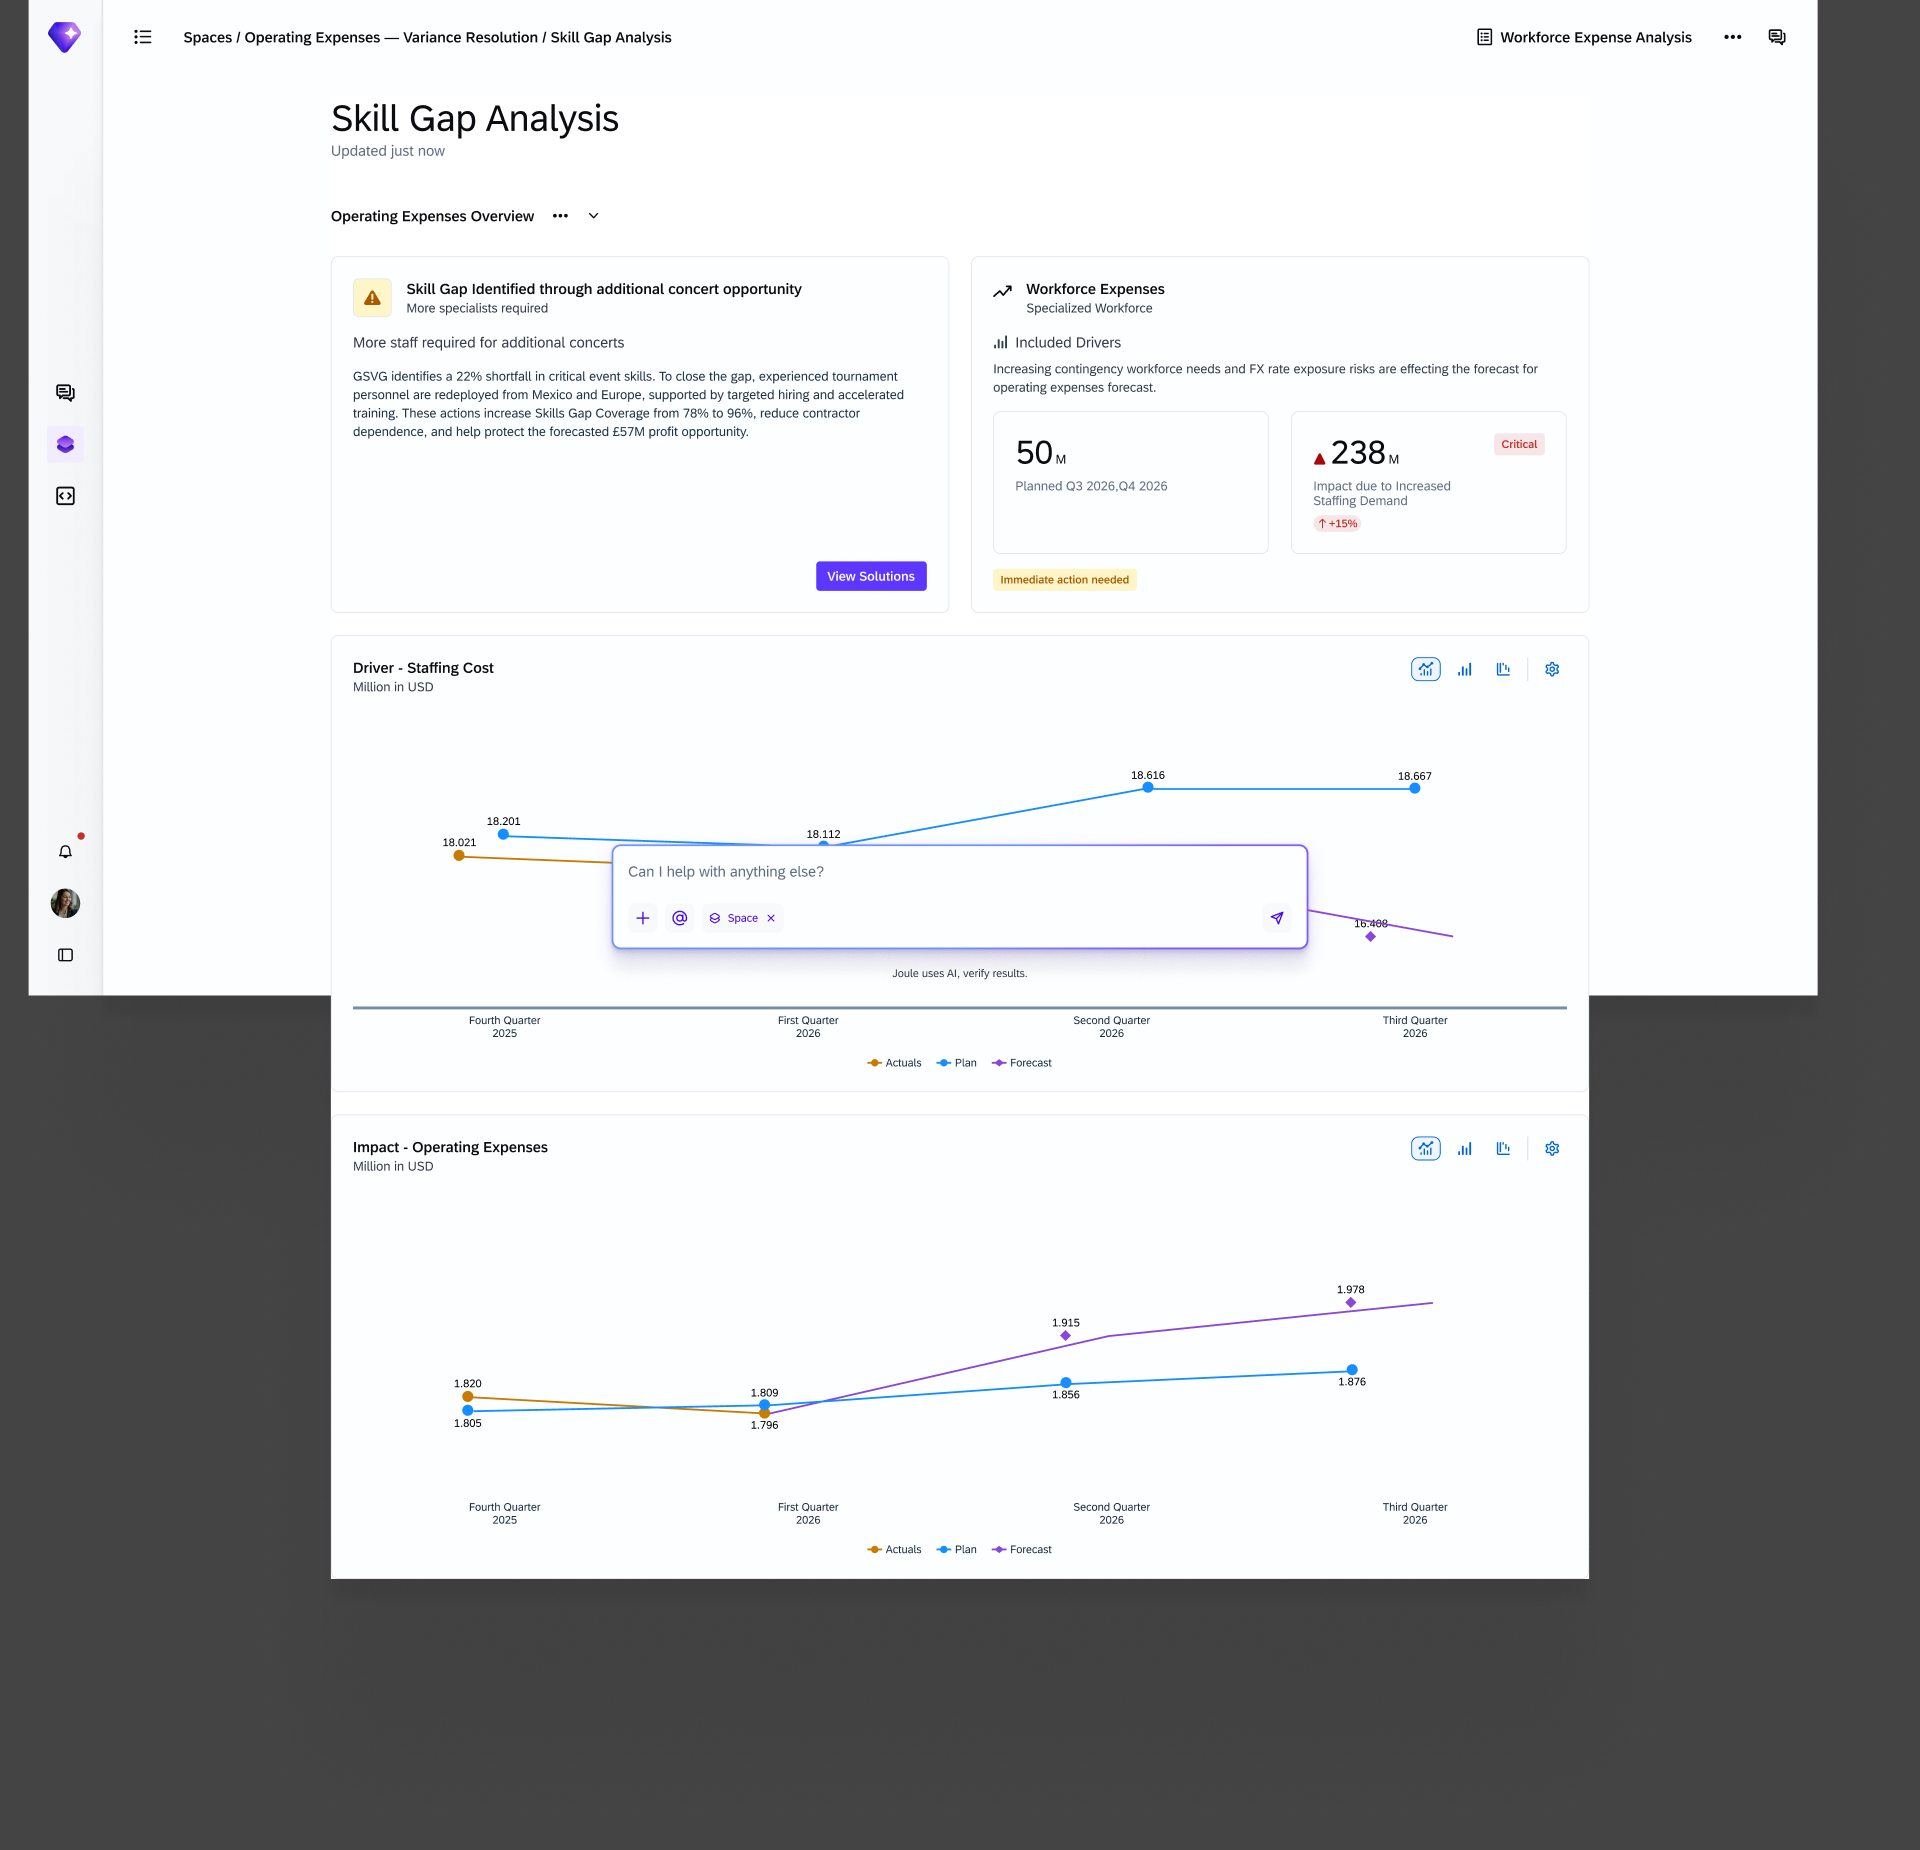 Spaces / Operating Expenses — Variance Resolution / Skill Gap Analysis
Workforce Expense Analysis
Skill Gap Analysis
Updated just now
Operating Expenses Overview
Skill Gap Identified through additional concert opportunity
More specialists required
More staff required for additional concerts
GSVG identifies a 22% shortfall in critical event skills. To close the gap, experienced tournament
personnel are redeployed from Mexico and Europe, supported by targeted hiring and accelerated
training. These actions increase Skills Gap Coverage from 78% to 96%, reduce contractor
dependence, and help protect the forecasted £57M profit opportunity.
View Solutions
Workforce Expenses
Specialized Workforce
Included Drivers
Increasing contingency workforce needs and FX rate exposure risks are effecting the forecast for
operating expenses forecast.
50 M
Planned Q3 2026,Q4 2026
Critical
238 M
Impact due to Increased
Staffing Demand
+15%
Immediate action needed
Driver - Staffing Cost
Million in USD
18.616
18.667
18.201
18.112
18.021
Can I help with anything else?
Space
16.408
Joule uses AI, verify results.
Fourth Quarter
2025
First Quarter
2026
Second Quarter
2026
Third Quarter
2026
Actuals
Plan
Forecast
Impact - Operating Expenses
Million in USD
1.978
1.915
1.820
1.809
1.876
1.856
1.805
1.796
Fourth Quarter
2025
First Quarter
2026
Second Quarter
2026
Third Quarter
2026
Actuals
Plan
Forecast